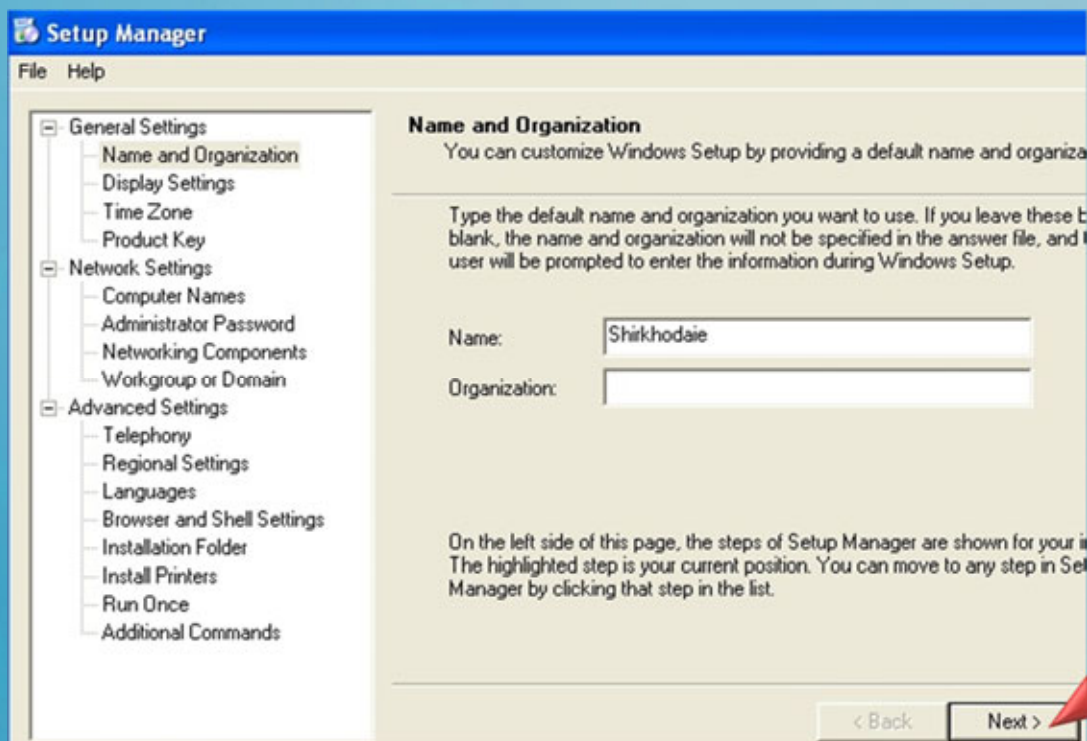 Setup Manager
File Help
General Settings
Name and Organization
Display Settings
Time Zone
Product Key
Network Settings
Computer Names
Administrator Password
Networking Components
Workgroup or Domain
Advanced Settings
Telephony
Regional Settings
Languages
Browser and Shell Settings
Installation Folder
Install Printers
Run Once
Additional Commands
Name and Organization
You can customize Windows Setup by providing a default name and organiza
Type the default name and organization you want to use. If you leave these
blank, the name and organization will not be specified in the answer file, and
user will be prompted to enter the information during Windows Setup.
Name: Shirkhodaie
Organization:
On the left side of this page, the steps of Setup Manager are shown for your
The highlighted step is your current position. You can move to any step in Set
Manager by clicking that step in the list.
< Back Next >